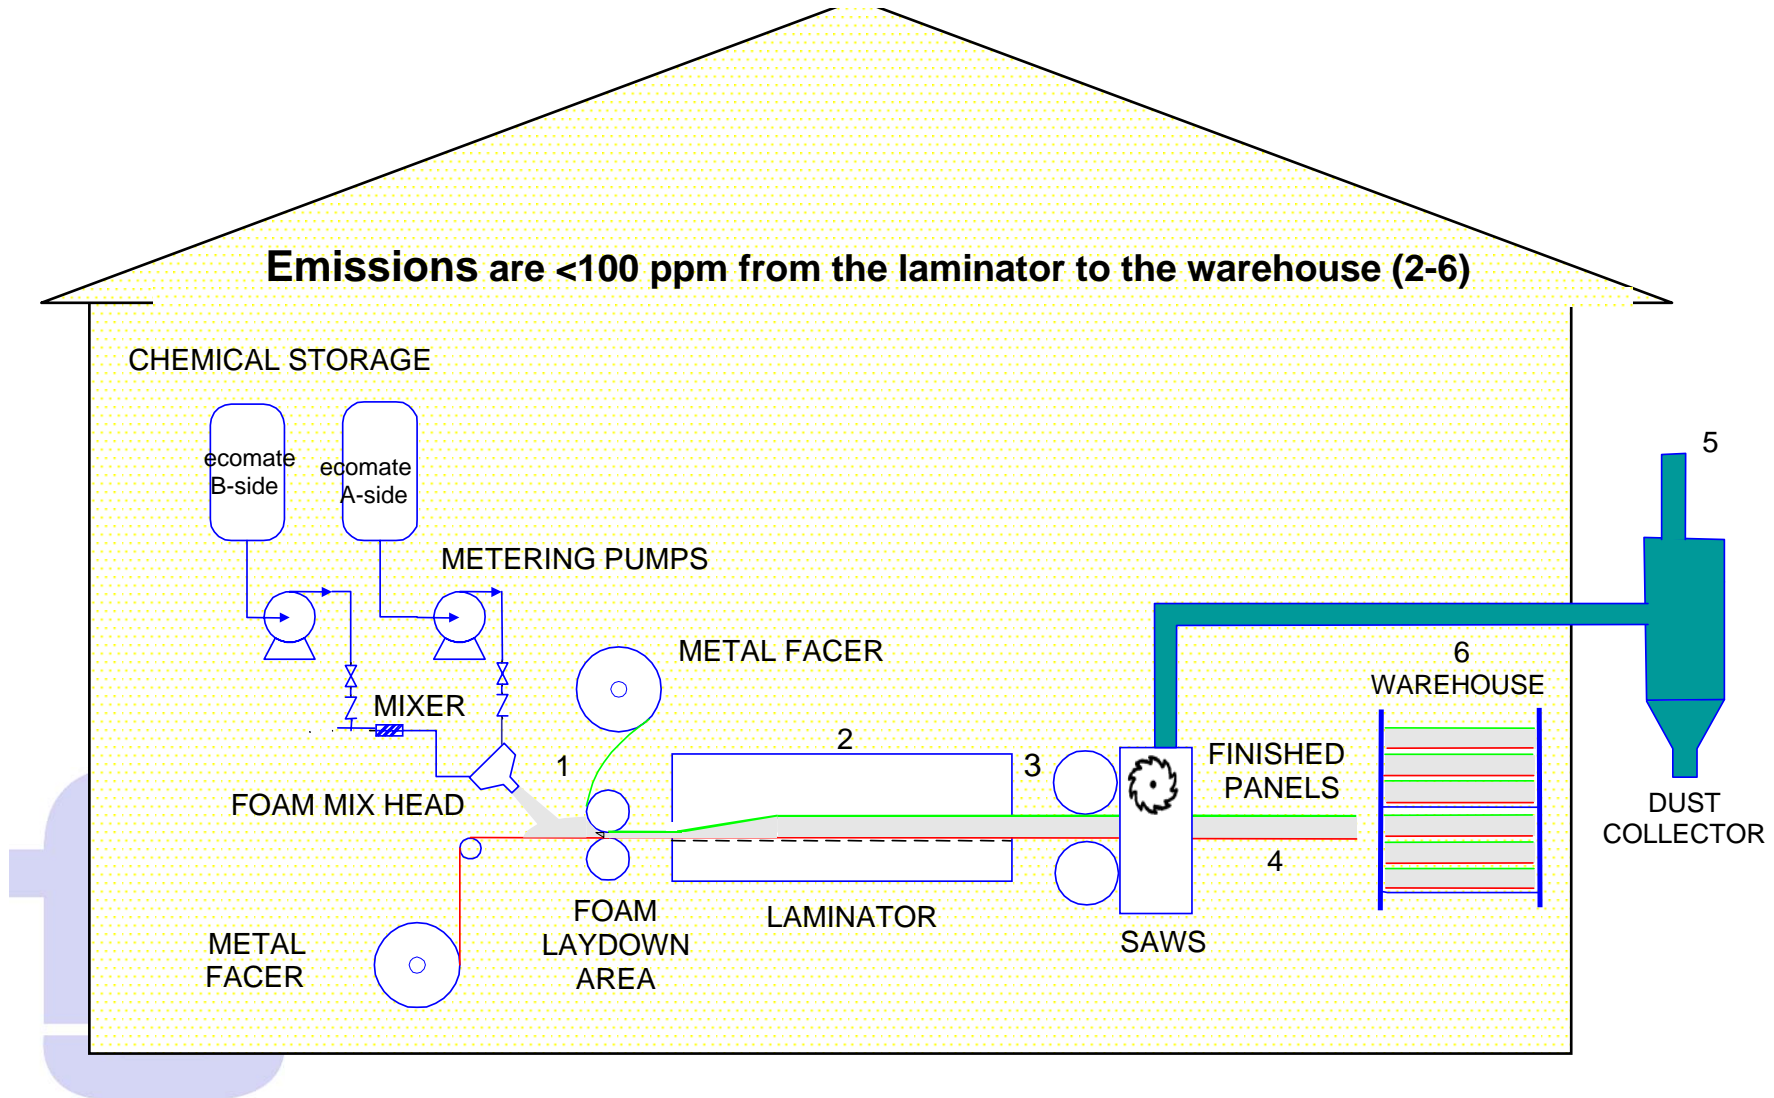 Emissions are <100 ppm from the laminator to the warehouse (2-6)
CHEMICAL STORAGE
ecomate
B-side
ecomate
A-side
METERING PUMPS
5
METAL FACER
6
WAREHOUSE
MIXER
1
2
3
FINISHED
PANELS
FOAM MIX HEAD
DUST
COLLECTOR
4
FOAM
LAYDOWN
AREA
LAMINATOR
SAWS
METAL
FACER